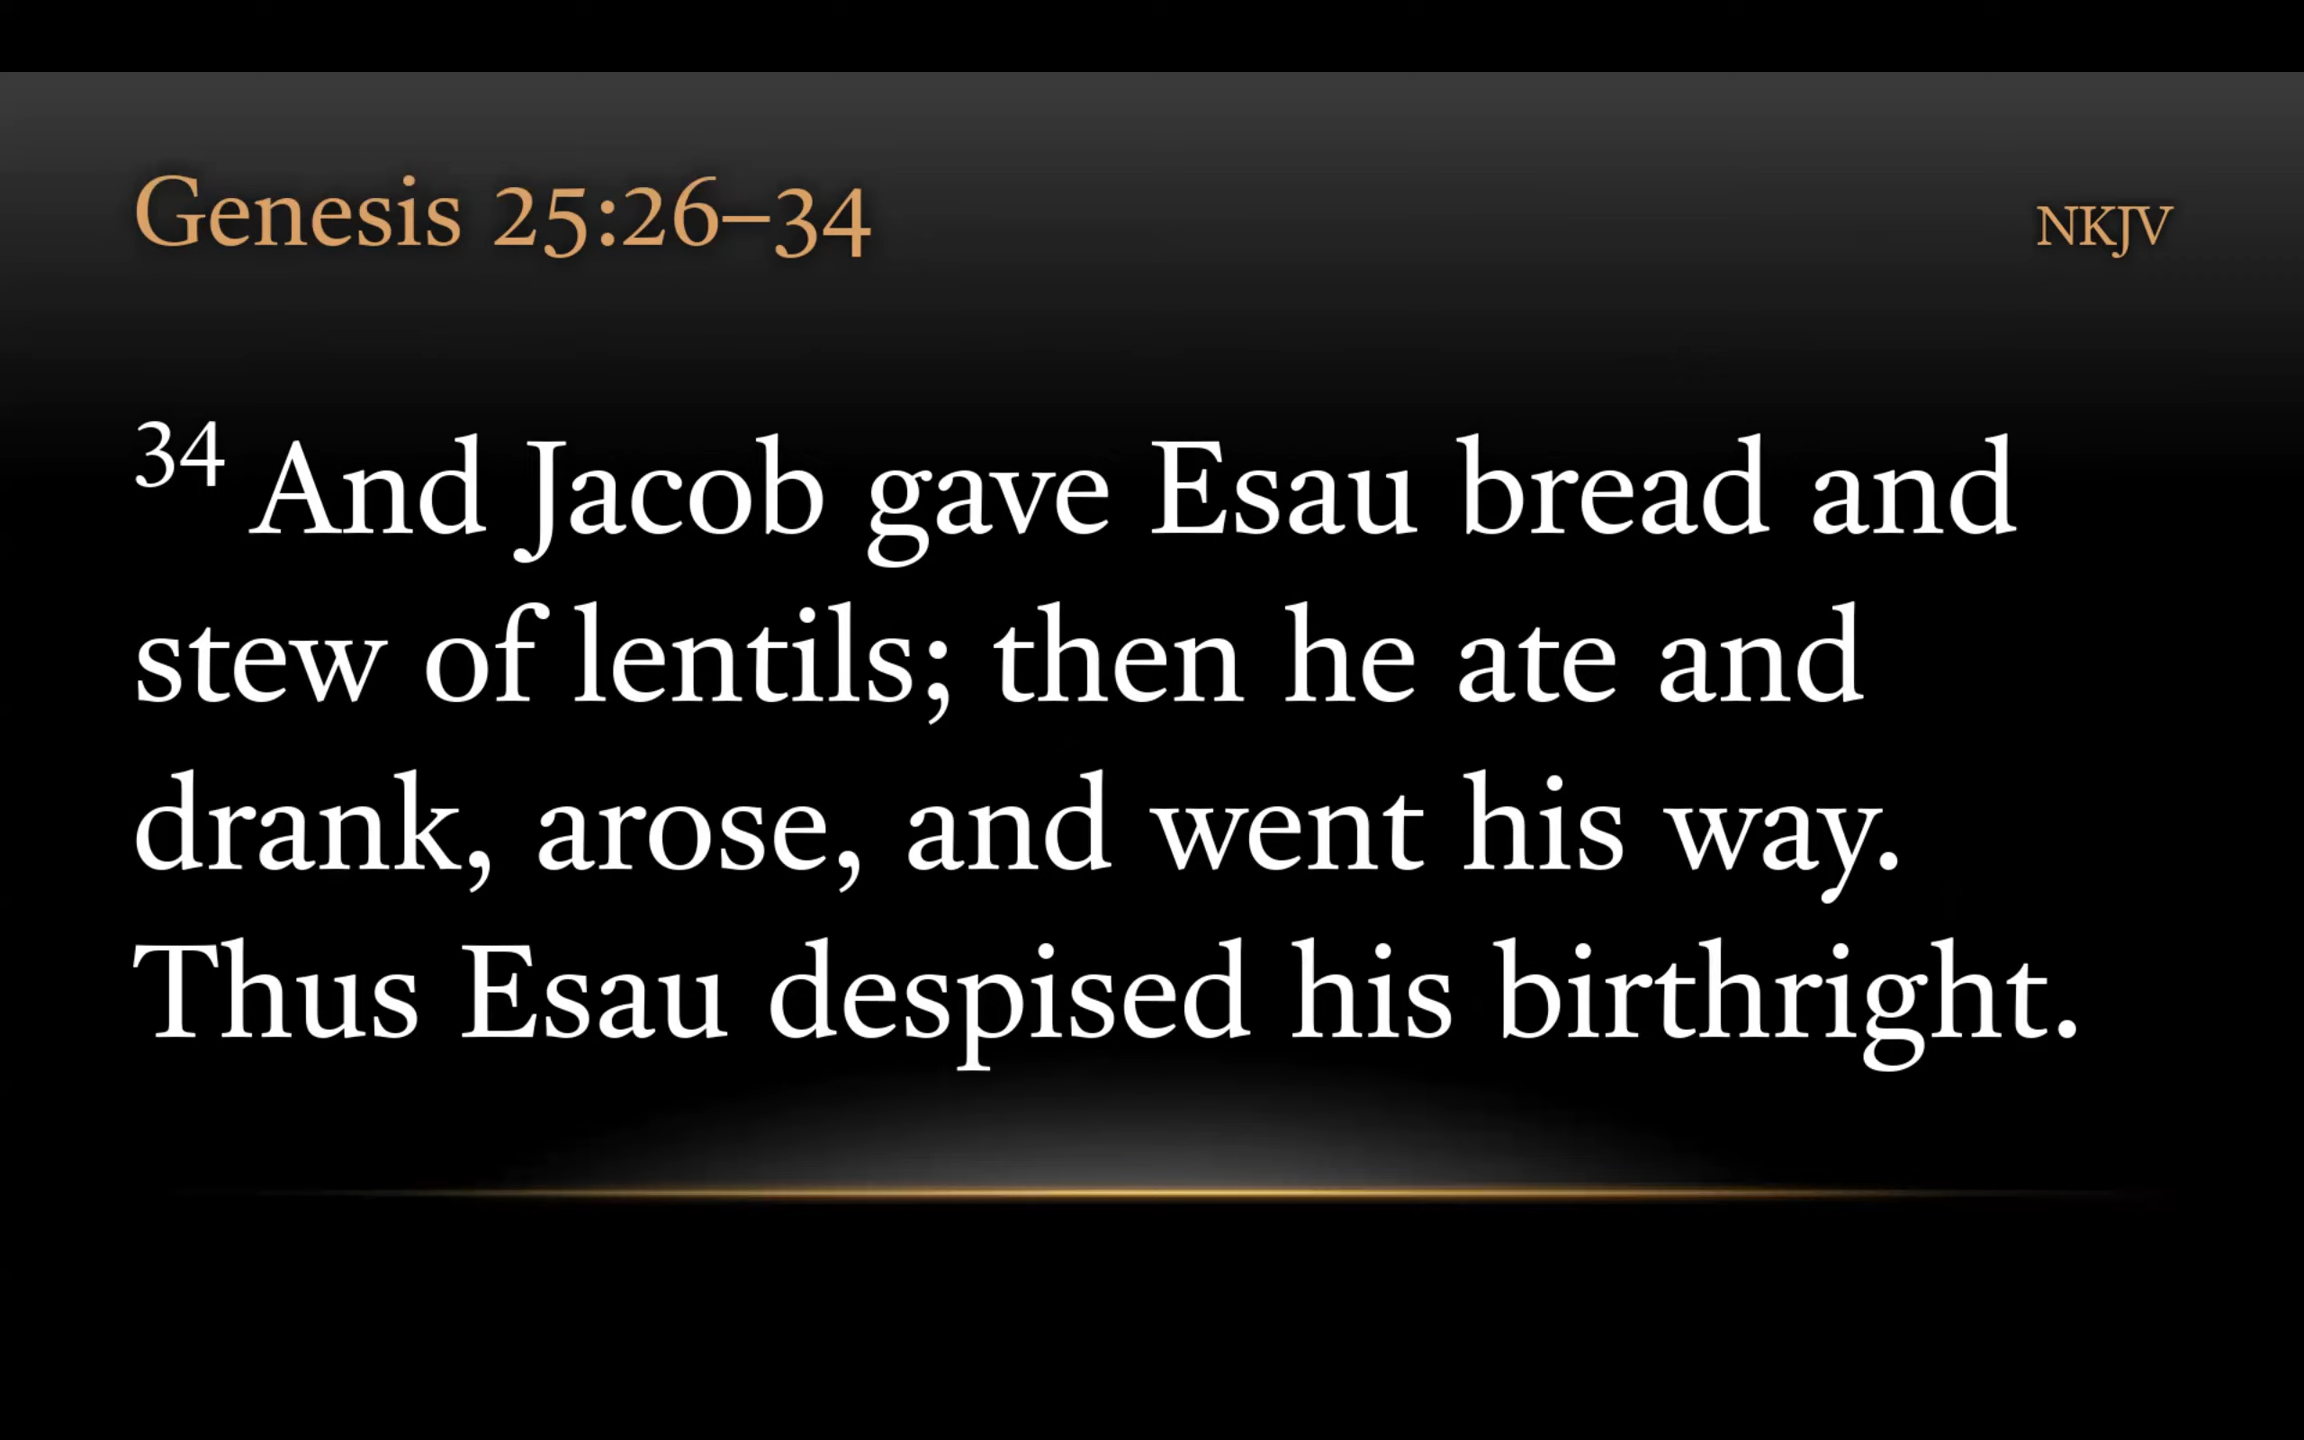 Genesis 25:26–34
NKJV
34 And Jacob gave Esau bread and
stew of lentils; then he ate and
drank, arose, and went his way.
Thus Esau despised his birthright.